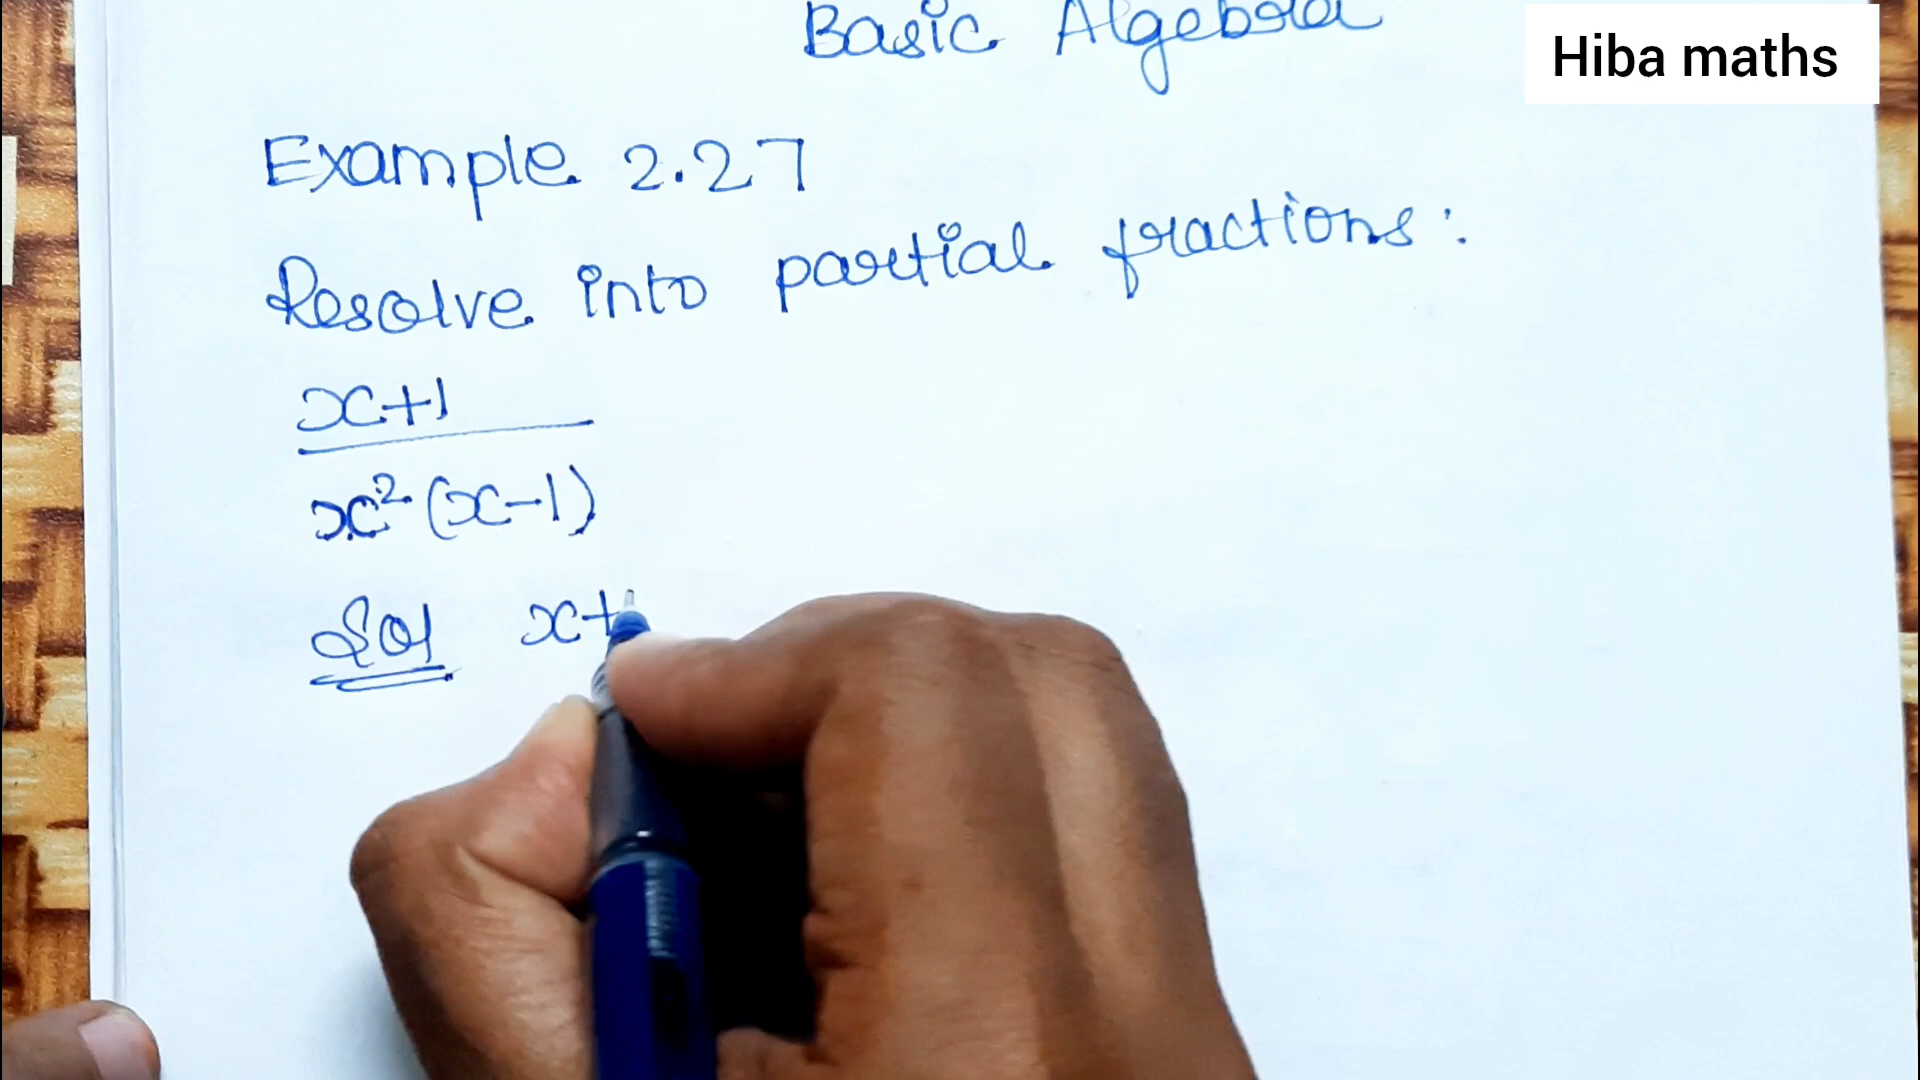 Basic Algebra
Hiba maths
Example 2.27
Resolve into partial fractions:
x+1
x²(x-1)
Sol x+